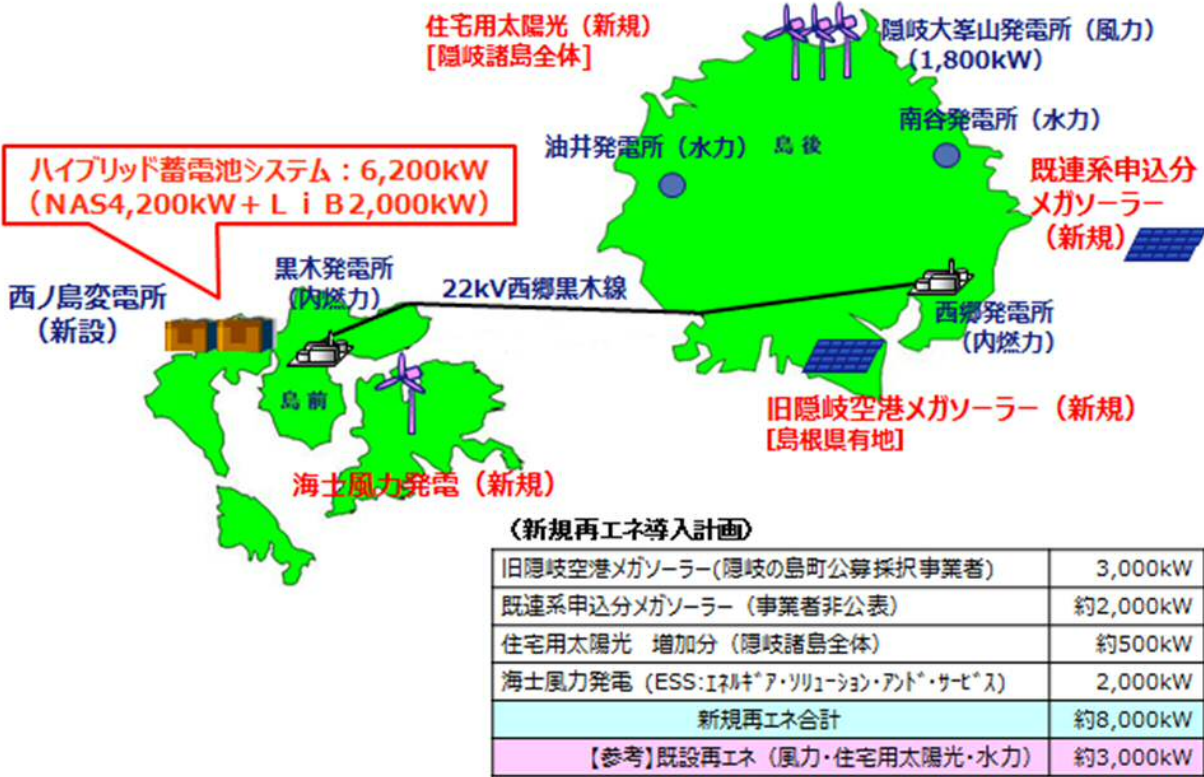 住宅用太陽光（新規）
[隠岐諸島全体]
隠岐大峯山発電所（風力）
（1,800kW）
南谷発電所（水力）
油井発電所（水力）
島後
既連系申込分
メガソーラー
（新規）
ハイブリッド蓄電池システム：6,200kW
（NAS4,200kW＋ＬｉＢ2,000kW）
西ノ島変電所
（新設）
黒木発電所
（内燃力）
22kV西郷黒木線
西郷発電所
（内燃力）
島前
旧隠岐空港メガソーラー（新規）
[島根県有地]
海士風力発電（新規）
（新規再エネ導入計画）
旧隠岐空港メガソーラー(隠岐の島町公募採択事業者) 3,000kW
既連系申込分メガソーラー（事業者非公表） 約2,000kW
住宅用太陽光　増加分（隠岐諸島全体） 約500kW
海士風力発電 (ESS:ｴﾈﾙｷﾞｱ･ｿﾘｭｰｼｮﾝ･ｱﾝﾄﾞ･ｻｰﾋﾞｽ) 2,000kW
新規再エネ合計 約8,000kW
【参考】既設再エネ（風力・住宅用太陽光・水力） 約3,000kW